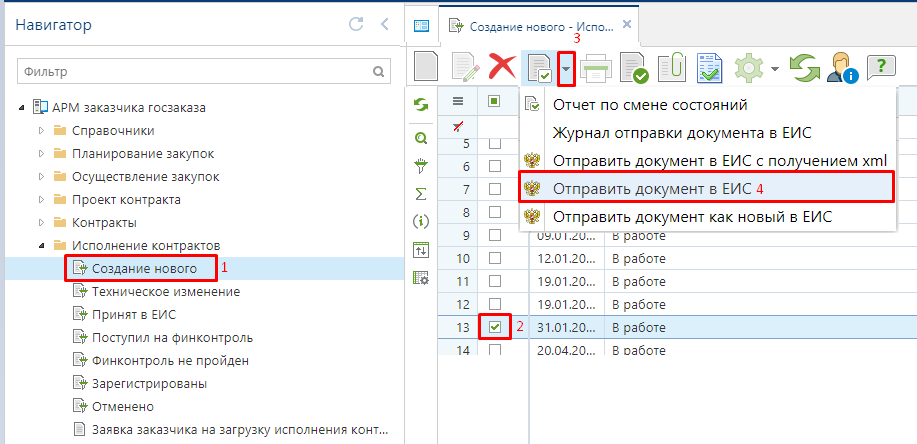 Навигатор
Фильтр
АРМ заказчика госзаказа
Справочники
Планирование закупок
Осуществление закупок
Проект контракта
Контракты
Исполнение контрактов
Создание нового 1
Техническое изменение
Принят в ЕИС
Поступил на финконтроль
Финконтроль не пройден
Зарегистрированы
Отменено
Заявка заказчика на загрузку исполнения конт...
Создание нового - Испо...
3
Отчет по смене состояний
Журнал отправки документа в ЕИС
Отправить документ в ЕИС с получением xml
Отправить документ в ЕИС 4
Отправить документ как новый в ЕИС
5
6
7
8
9 09.01.20... В работе
10 12.01.20... В работе
11 19.01.20... В работе
12 19.01.20... В работе
13 2 31.01.20... В работе
14 20.04.20... В работе